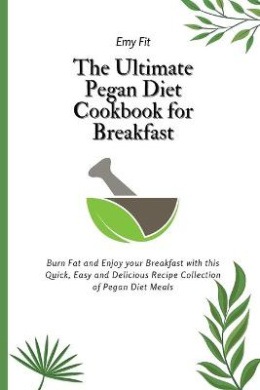 Emy Fit
The Ultimate
Pegan Diet
Cookbook for
Breakfast
Burn Fat and Enjoy your Breakfast with this
Quick, Easy and Delicious Recipe Collection
of Pegan Diet Meals